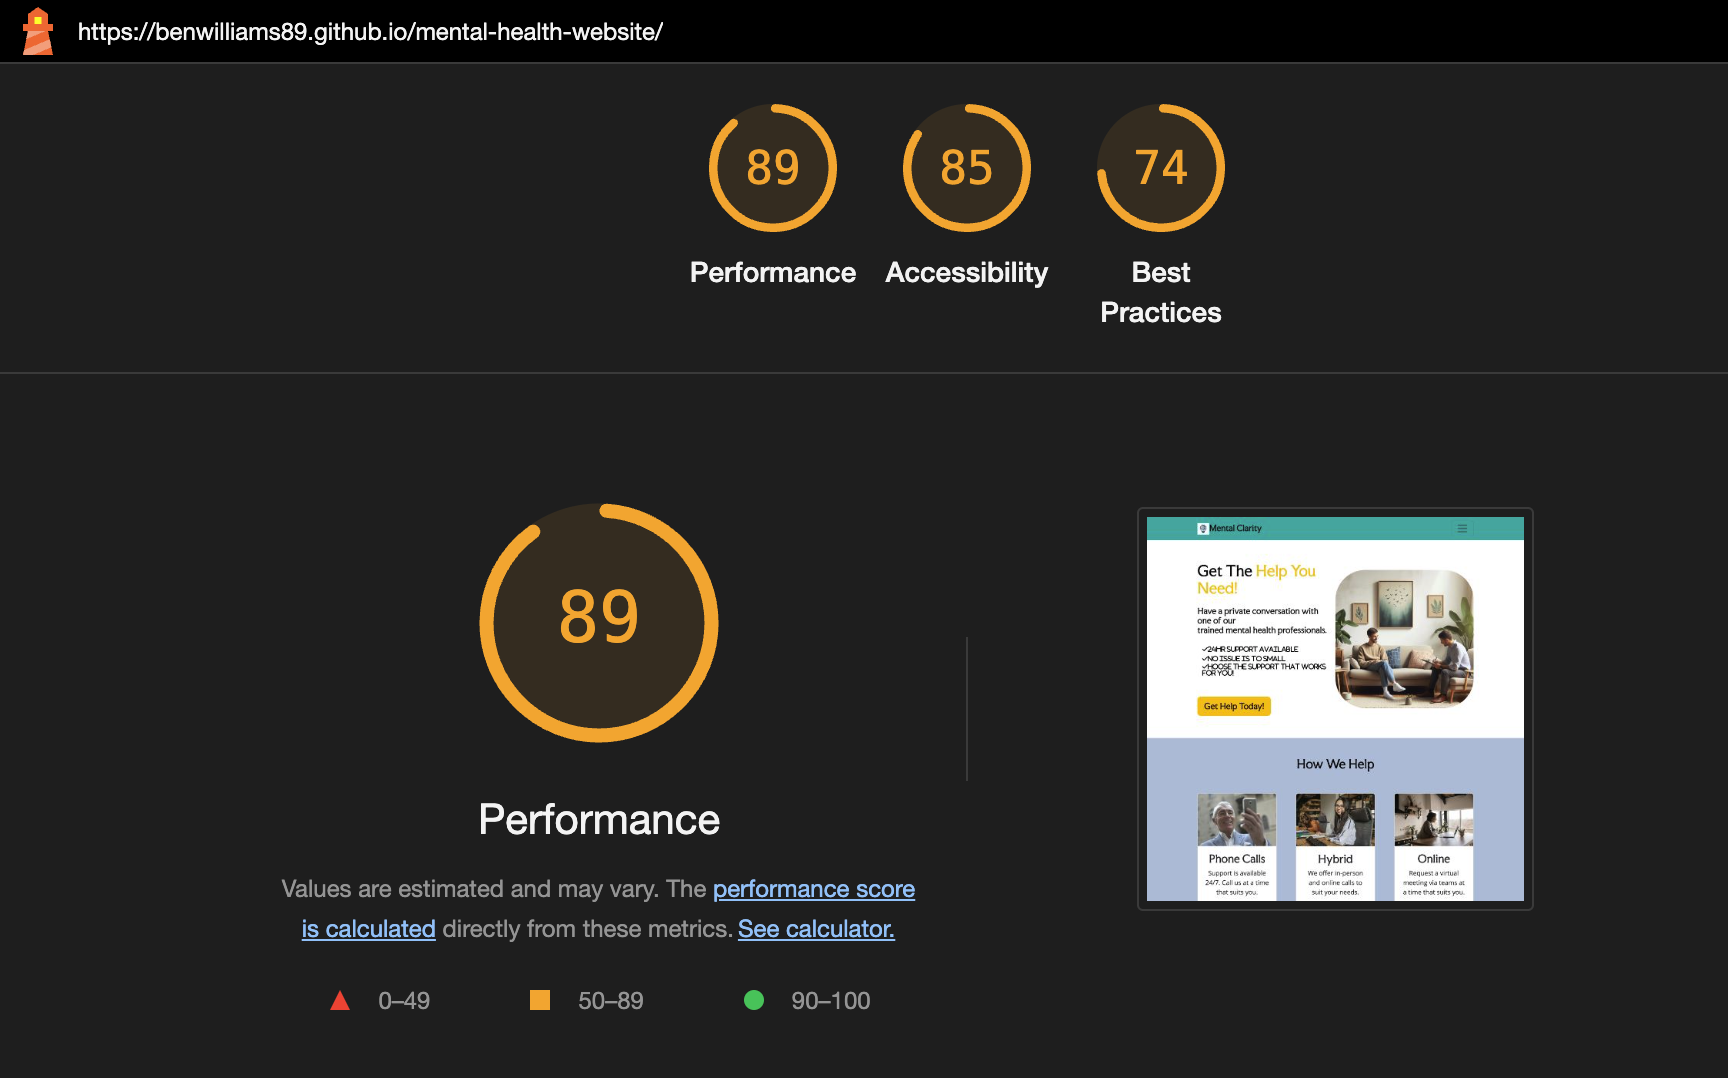 https://benwilliams89.github.io/mental-health-website/
89
85
74
Performance
Accessibility
Best
Practices
89
Performance
Values are estimated and may vary. The performance score
is calculated directly from these metrics. See calculator.
0–49
50–89
90–100
Mental Clarity
Get The Help You
Need!
Have a private conversation with
one of our
trained mental health professionals.
✓24HR SUPPORT AVAILABLE
✓NO ISSUE IS TO SMALL
✓HOOSE THE SUPPORT THAT WORKS
FOR YOU!
Get Help Today!
How We Help
Phone Calls
Support is available
24/7. Call us at a time
that suits you.
Hybrid
We offer in-person
and online calls to
suit your needs.
Online
Request a virtual
meeting via teams at
a time that suits you.